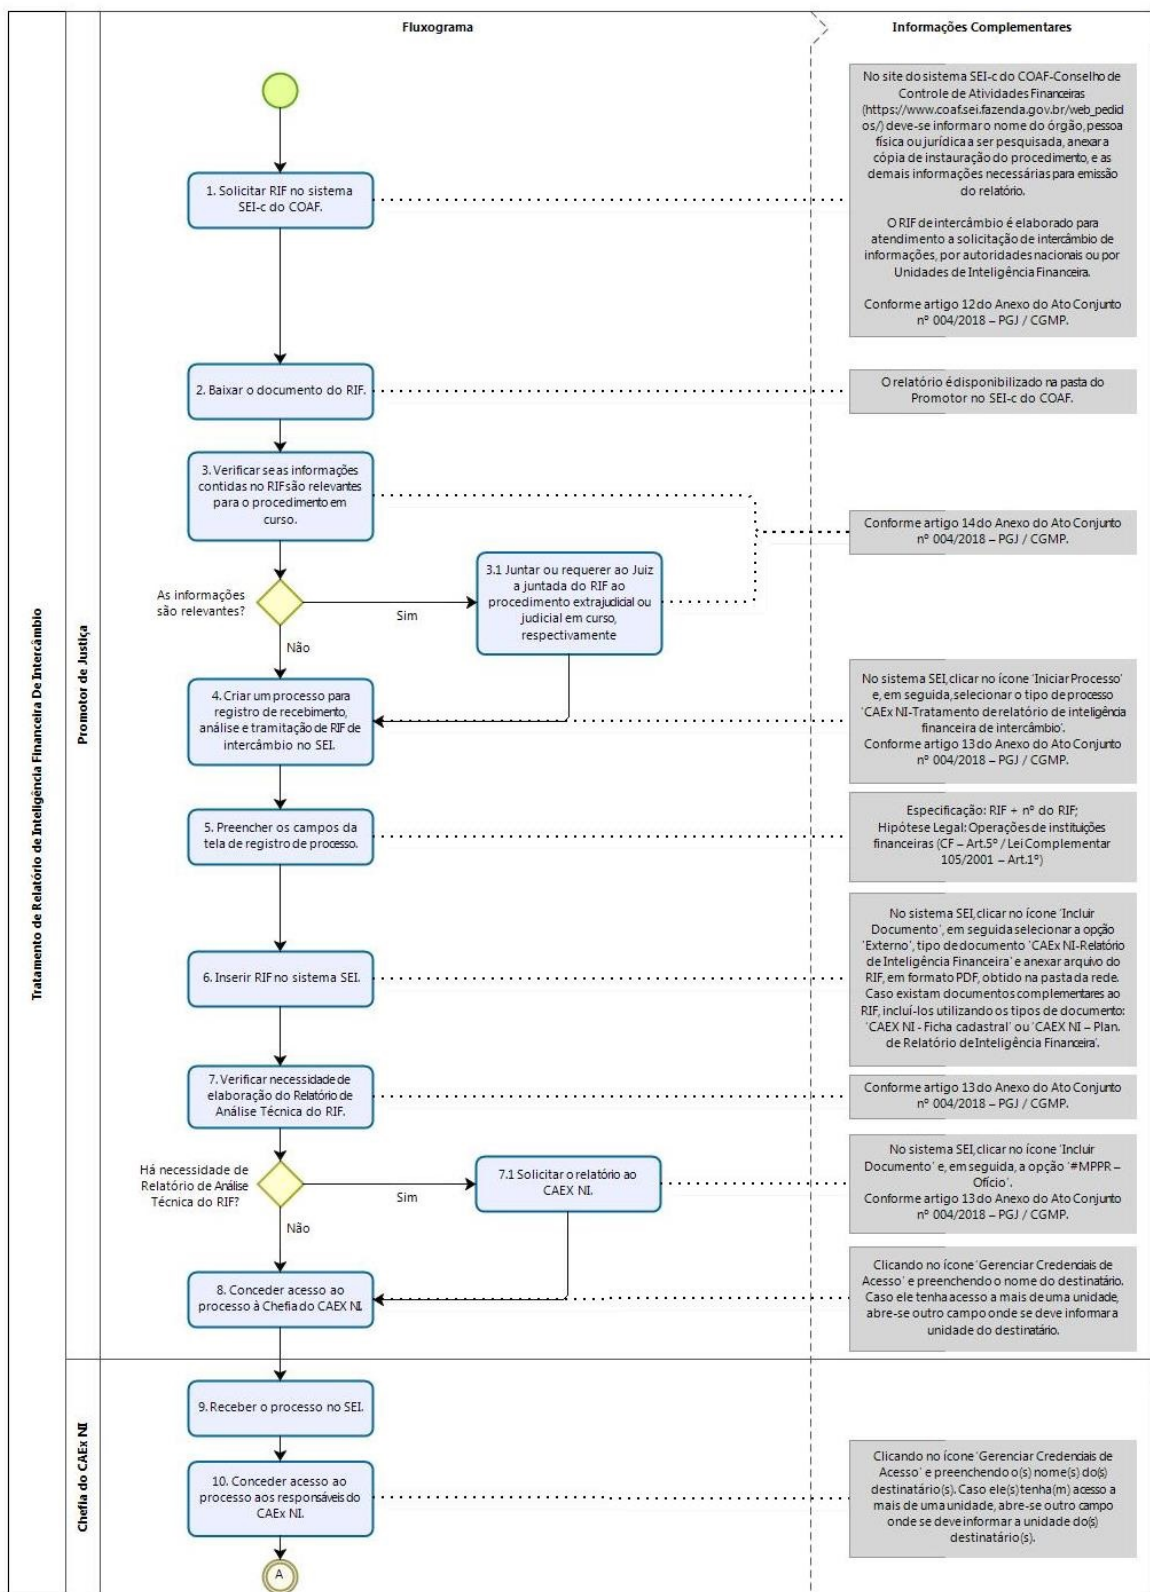 Fluxograma
Informações Complementares
Tratamento de Relatório de Inteligência Financeira De Intercâmbio
Promotor de Justiça
No site do sistema SEI-c do COAF-Conselho de
Controle de Atividades Financeiras
(https://www.coaf.sei.fazenda.gov.br/web_pedid
os/) deve-se informar o nome do órgão, pessoa
física ou jurídica a ser pesquisada, anexar a
cópia de instauração do procedimento, e as
demais informações necessárias para emissão
do relatório.
O RIF de intercâmbio é elaborado para
atendimento a solicitação de intercâmbio de
informações, por autoridades nacionais ou por
Unidades de Inteligência Financeira.
Conforme artigo 12 do Anexo do Ato Conjunto
nº 004/2018 – PGJ / CGMP.
1. Solicitar RIF no sistema
SEI-c do COAF.
2. Baixar o documento do RIF.
O relatório é disponibilizado na pasta do
Promotor no SEI-c do COAF.
3. Verificar se as informações
contidas no RIF são relevantes
para o procedimento em
curso.
Conforme artigo 14 do Anexo do Ato Conjunto
nº 004/2018 – PGJ / CGMP.
As informações
são relevantes?
Sim
Não
3.1 Juntar ou requerer ao Juiz
a juntada do RIF ao
procedimento extrajudicial ou
judicial em curso,
respectivamente
4. Criar um processo para
registro de recebimento,
análise e tramitação de RIF de
intercâmbio no SEI.
No sistema SEI, clicar no ícone 'Iniciar Processo'
e, em seguida, selecionar o tipo de processo
'CAEx NI-Tratamento de relatório de inteligência
financeira de intercâmbio'.
Conforme artigo 13 do Anexo do Ato Conjunto
nº 004/2018 – PGJ / CGMP.
5. Preencher os campos da
tela de registro de processo.
Especificação: RIF + nº do RIF;
Hipótese Legal: Operações de instituições
financeiras (CF – Art.5º / Lei Complementar
105/2001 – Art.1º)
6. Inserir RIF no sistema SEI.
No sistema SEI, clicar no ícone 'Incluir
Documento', em seguida selecionar a opção
'Externo', tipo de documento 'CAEx NI-Relatório
de Inteligência Financeira' e anexar arquivo do
RIF, em formato PDF, obtido na pasta da rede.
Caso existam documentos complementares ao
RIF, incluí-los utilizando os tipos de documento:
'CAEX NI - Ficha cadastral' ou 'CAEX NI – Plan.
de Relatório de Inteligência Financeira'.
7. Verificar necessidade de
elaboração do Relatório de
Análise Técnica do RIF.
Conforme artigo 13 do Anexo do Ato Conjunto
nº 004/2018 – PGJ / CGMP.
Há necessidade de
Relatório de Análise
Técnica do RIF?
Sim
Não
7.1 Solicitar o relatório ao
CAEX NI.
No sistema SEI, clicar no ícone 'Incluir
Documento' e, em seguida, a opção '#MPPR –
Ofício'.
Conforme artigo 13 do Anexo do Ato Conjunto
nº 004/2018 – PGJ / CGMP.
8. Conceder acesso ao
processo à Chefia do CAEX NI.
Clicando no ícone 'Gerenciar Credenciais de
Acesso' e preenchendo o nome do destinatário.
Caso ele tenha acesso a mais de uma unidade,
abre-se outro campo onde se deve informar a
unidade do destinatário.
Chefia do CAEx NI
9. Receber o processo no SEI.
10. Conceder acesso ao
processo aos responsáveis do
CAEx NI.
Clicando no ícone 'Gerenciar Credenciais de
Acesso' e preenchendo o(s) nome(s) do(s)
destinatário(s). Caso ele(s) tenha(m) acesso a
mais de uma unidade, abre-se outro campo
onde se deve informar a unidade do(s)
destinatário(s).
A